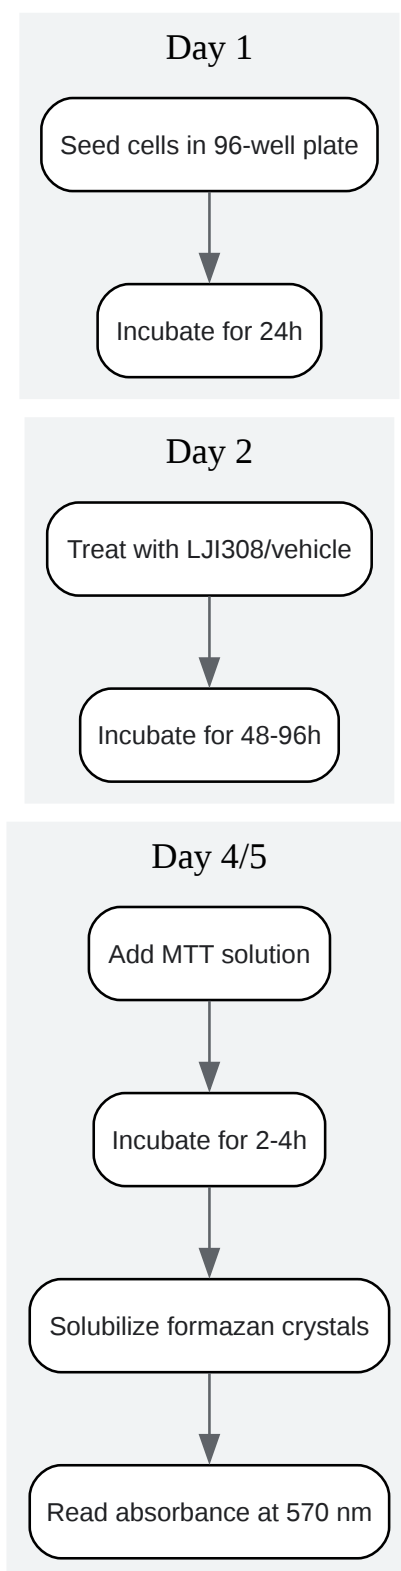 Day 1
Seed cells in 96-well plate
Incubate for 24h
Day 2
Treat with LJI308/vehicle
Incubate for 48-96h
Day 4/5
Add MTT solution
Incubate for 2-4h
Solubilize formazan crystals
Read absorbance at 570 nm